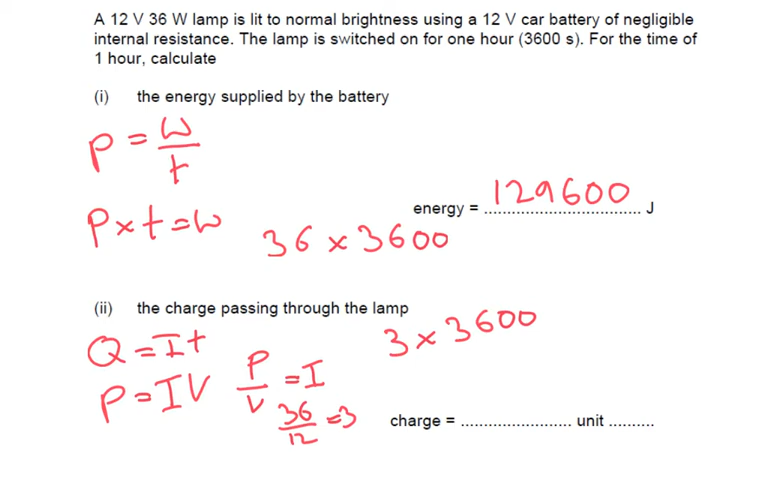 A 12 V 36 W lamp is lit to normal brightness using a 12 V car battery of negligible
internal resistance. The lamp is switched on for one hour (3600 s). For the time of
1 hour, calculate
(i) the energy supplied by the battery
P = W/t
energy = 129600 J
P x t = W
36 x 3600
(ii) the charge passing through the lamp
3 x 3600
Q = It
P = IV
P/V = I
36/12 = 3
charge = ........................ unit ..........